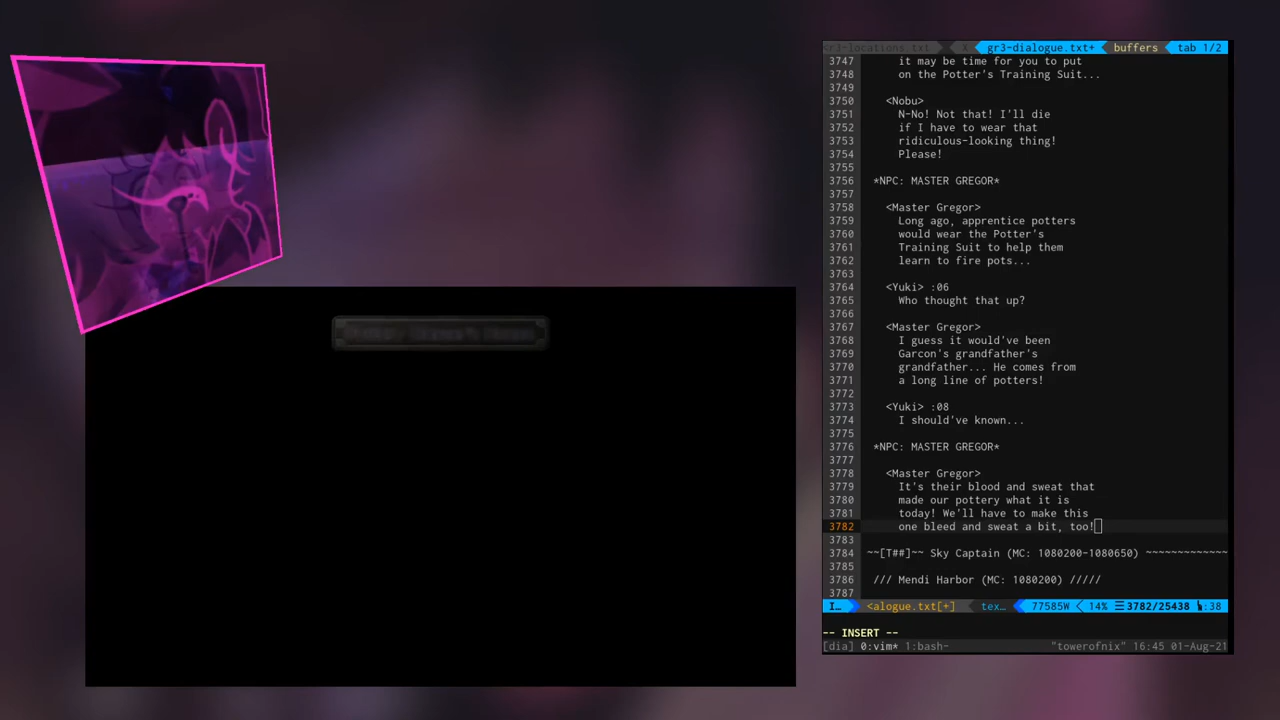 <r3-locations.txt X gr3-dialogue.txt+ buffers tab 1/2
3747 it may be time for you to put
3748 on the Potter's Training Suit...
3749
3750 <Nobu>
3751 N-No! Not that! I'll die
3752 if I have to wear that
3753 ridiculous-looking thing!
3754 Please!
3755
3756 *NPC: MASTER GREGOR*
3757
3758 <Master Gregor>
3759 Long ago, apprentice potters
3760 would wear the Potter's
3761 Training Suit to help them
3762 learn to fire pots...
3763
3764 <Yuki> :06
3765 Who thought that up?
3766
3767 <Master Gregor>
3768 I guess it would've been
3769 Garcon's grandfather's
3770 grandfather... He comes from
3771 a long line of potters!
3772
3773 <Yuki> :08
3774 I should've known...
3775
3776 *NPC: MASTER GREGOR*
3777
3778 <Master Gregor>
3779 It's their blood and sweat that
3780 made our pottery what it is
3781 today! We'll have to make this
3782 one bleed and sweat a bit, too!
3783
3784 ~~[T##]~~ Sky Captain (MC: 1080200-1080650) ~~~~~~~~~~~~~
3785
3786 /// Mendi Harbor (MC: 1080200) /////
3787
I… <alogue.txt[+] tex… 77585W 14% ☰3782/25438 :38
-- INSERT --
[dia] 0:vim* 1:bash- "towerofnix" 16:45 01-Aug-21